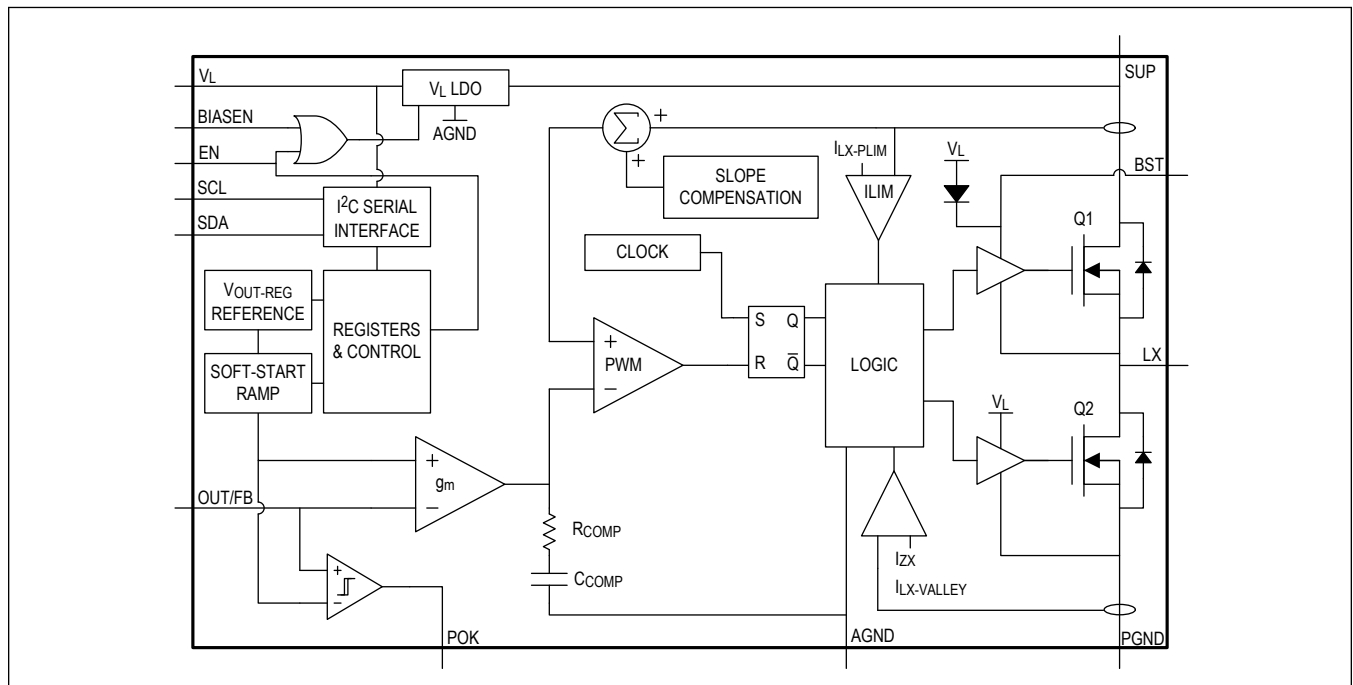 VL
BIASEN
EN
SCL
SDA
OUT/FB
VL LDO
AGND
I2C SERIAL
INTERFACE
VOUT-REG
REFERENCE
SOFT-START
RAMP
REGISTERS
& CONTROL
+
gm
−
+
−
POK
RCOMP
CCOMP
Σ
+
+
SLOPE
COMPENSATION
CLOCK
+
PWM
−
S Q
R Q̅
ILX-PLIM
ILIM
LOGIC
IZX
ILX-VALLEY
AGND
VL
Q1
VL
Q2
SUP
BST
LX
PGND